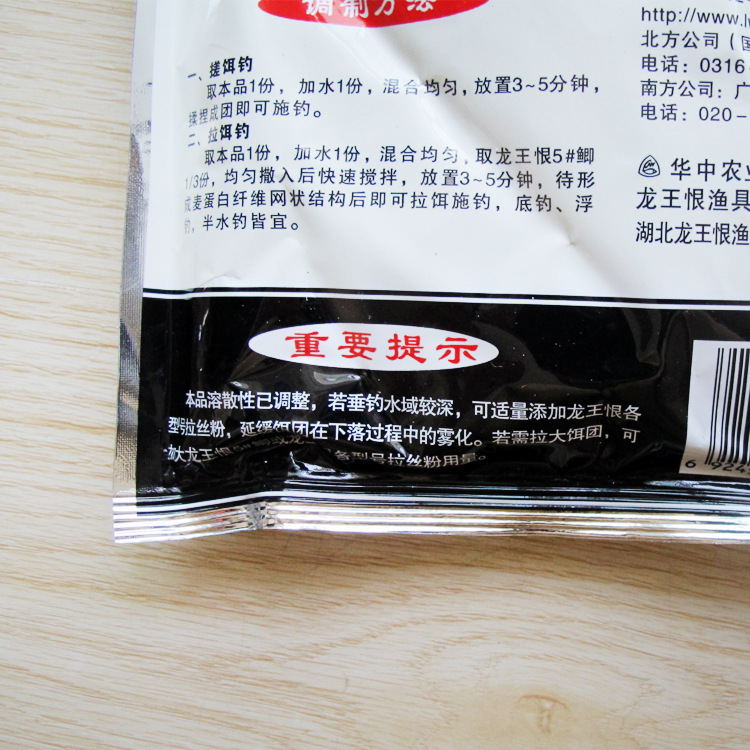 调制方法
一、搓饵钓
取本品1份，加水1份，混合均匀，放置3~5分钟，
揉捏成团即可施钓。
二、拉饵钓
取本品1份，加水1份，混合均匀，取龙王恨5#鲫
1/3份，均匀撒入后快速搅拌，放置3~5分钟，待形
成麦蛋白纤维网状结构后即可拉饵施钓，底钓、浮
钓，半水钓皆宜。
http://www.l
北方公司（国
电话：0316
南方公司：广
电话：020-
华中农业
龙王恨渔具
湖北龙王恨渔
重要提示
本品溶散性已调整，若垂钓水域较深，可适量添加龙王恨各
型号拉丝粉，延缓饵团在下落过程中的雾化。若需拉大饵团，可
加大龙王恨 各型号拉丝粉用量。
6 9243